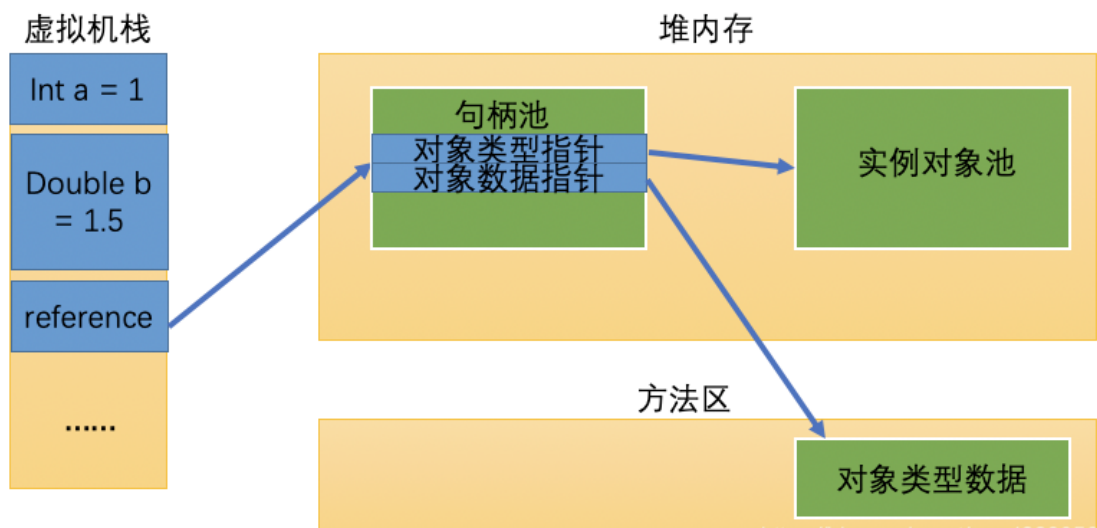 虚拟机栈
Int a = 1
Double b
= 1.5
reference
……
堆内存
句柄池
对象类型指针
对象数据指针
实例对象池
方法区
对象类型数据